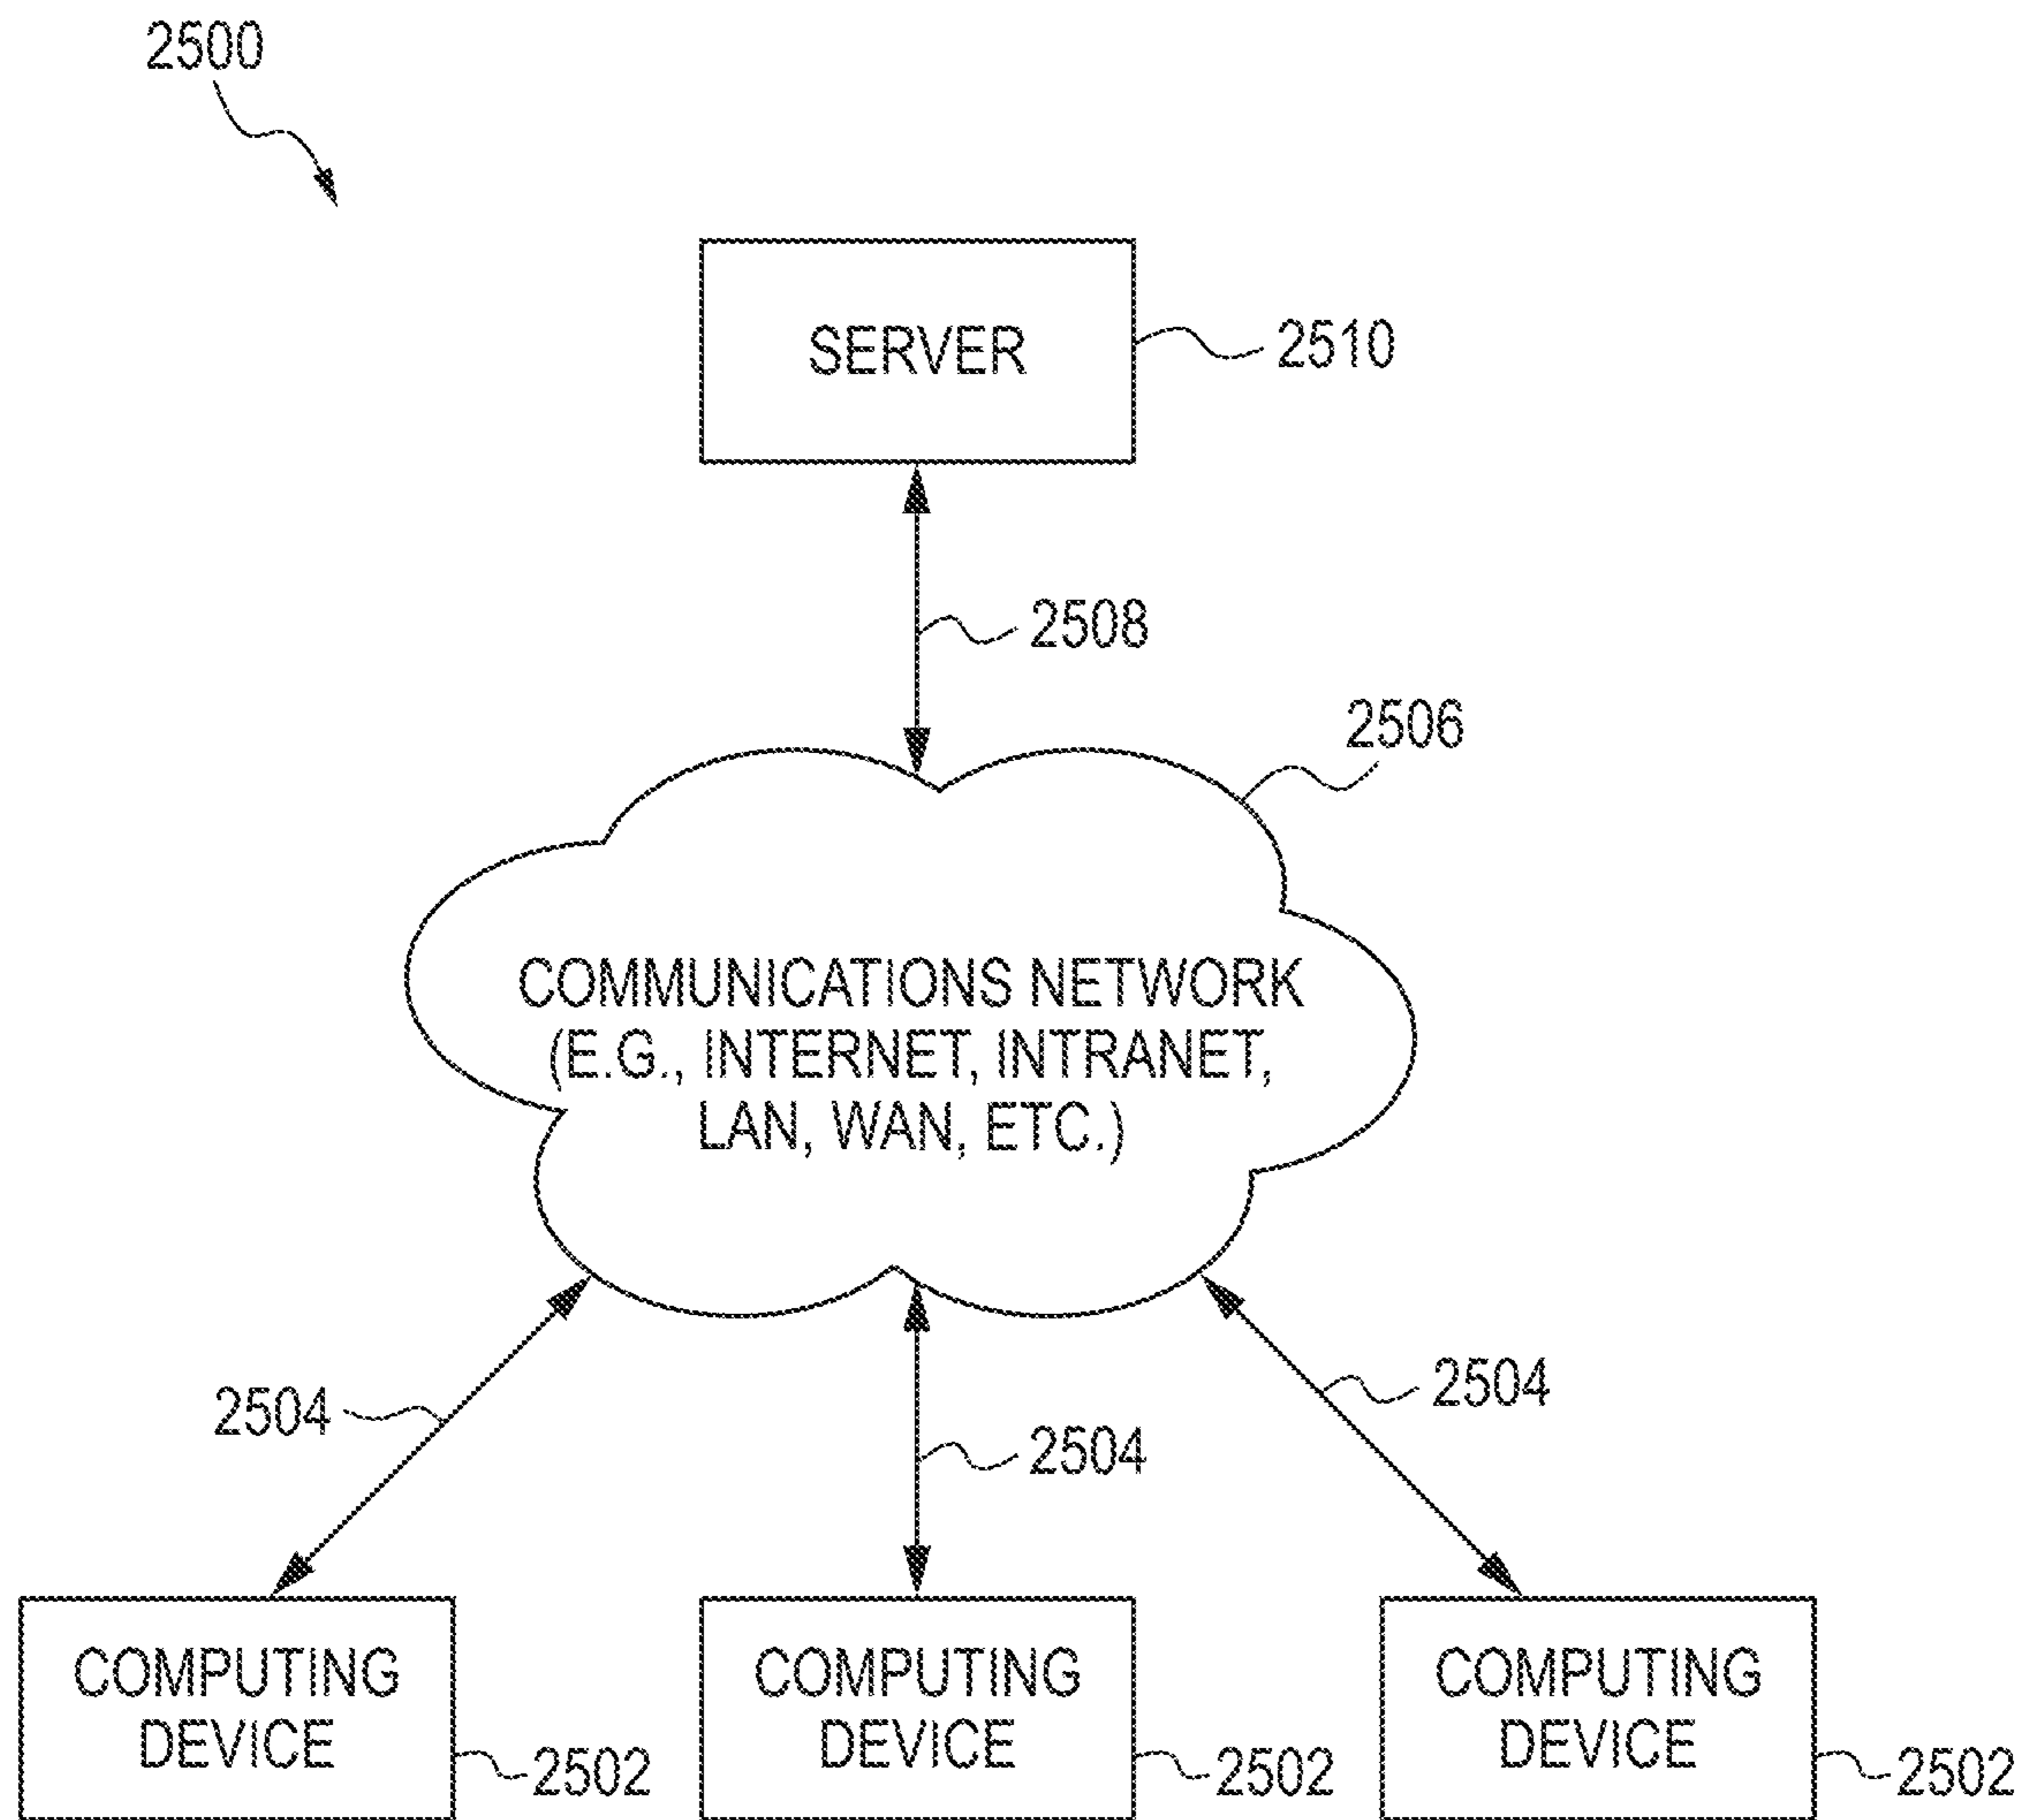 2500
SERVER
2510
2508
2506
COMMUNICATIONS NETWORK
(E.G., INTERNET, INTRANET,
LAN, WAN, ETC.)
2504
2504
2504
COMPUTING
DEVICE
2502
COMPUTING
DEVICE
2502
COMPUTING
DEVICE
2502